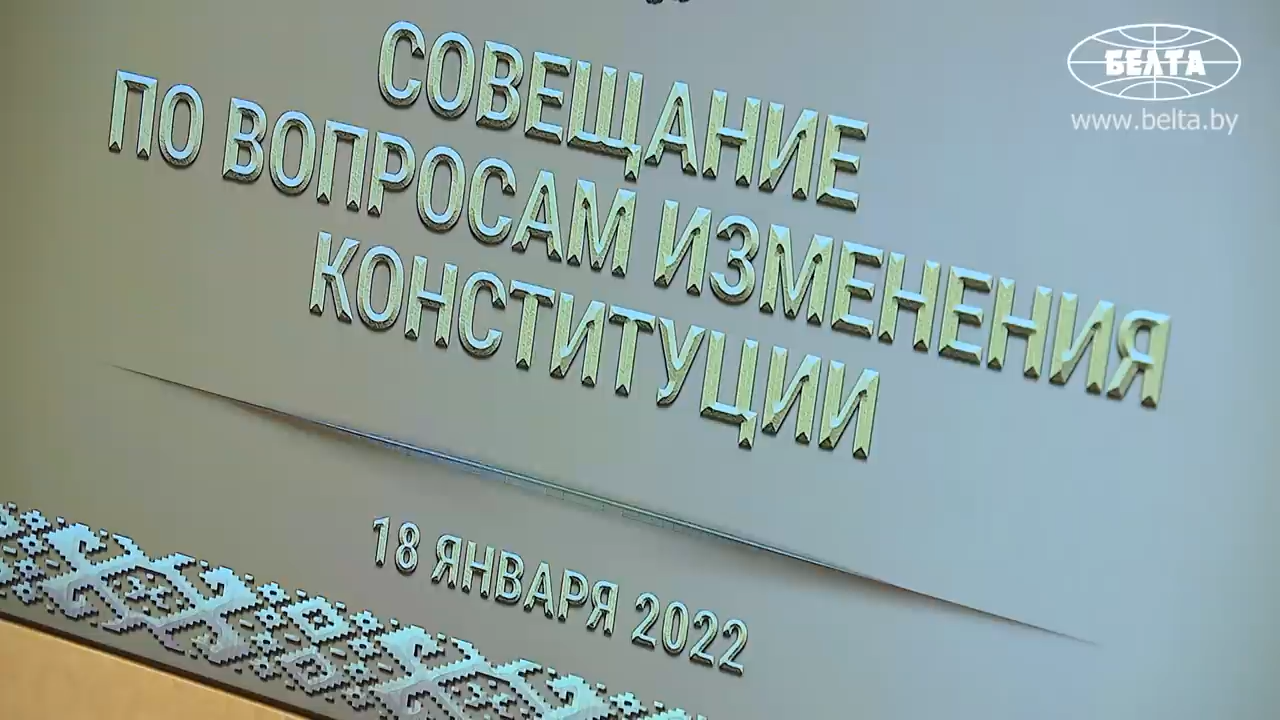 БЕЛТА
www.belta.by
СОВЕЩАНИЕ
ПО ВОПРОСАМ ИЗМЕНЕНИЯ
КОНСТИТУЦИИ
18 ЯНВАРЯ 2022